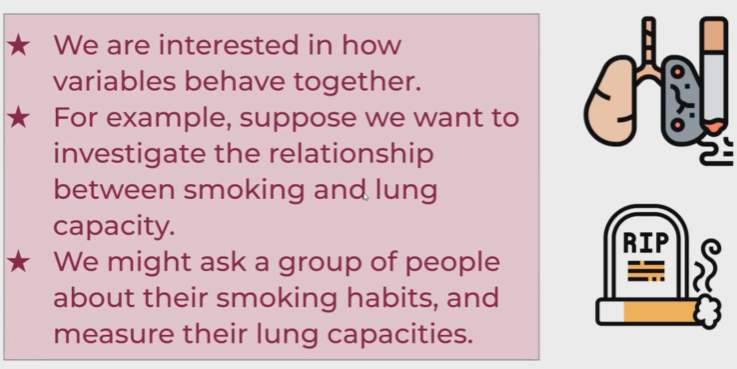 ★ We are interested in how
variables behave together.
★ For example, suppose we want to
investigate the relationship
between smoking and lung
capacity.
★ We might ask a group of people
about their smoking habits, and
measure their lung capacities.
RIP